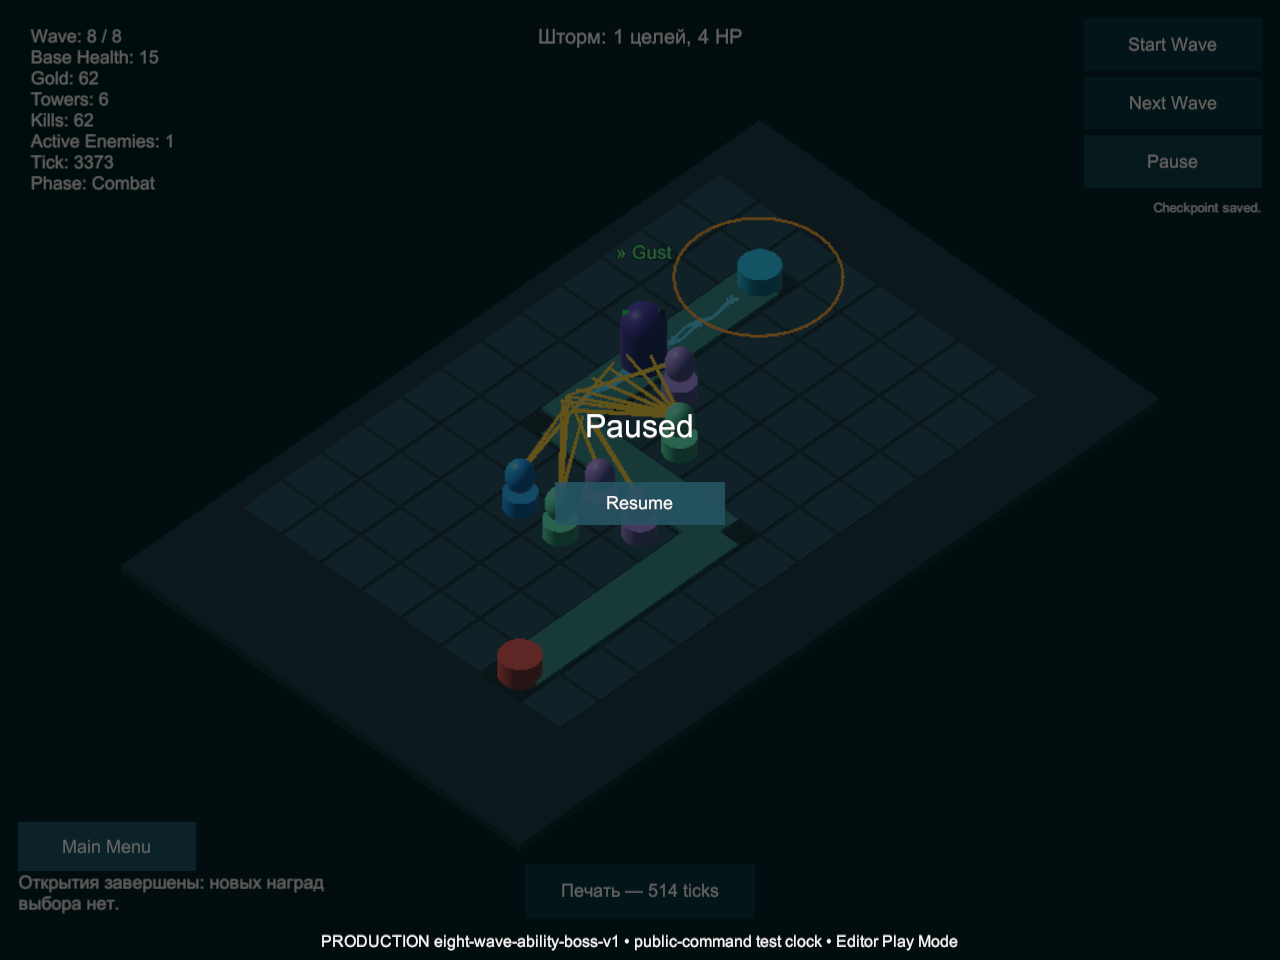 Wave: 8 / 8
Base Health: 15
Gold: 62
Towers: 6
Kills: 62
Active Enemies: 1
Tick: 3373
Phase: Combat
Шторм: 1 целей, 4 HP
Start Wave
Next Wave
Pause
Checkpoint saved.
» Gust
Paused
Resume
Main Menu
Открытия завершены: новых наград
выбора нет.
Печать — 514 ticks
PRODUCTION eight-wave-ability-boss-v1 • public-command test clock • Editor Play Mode